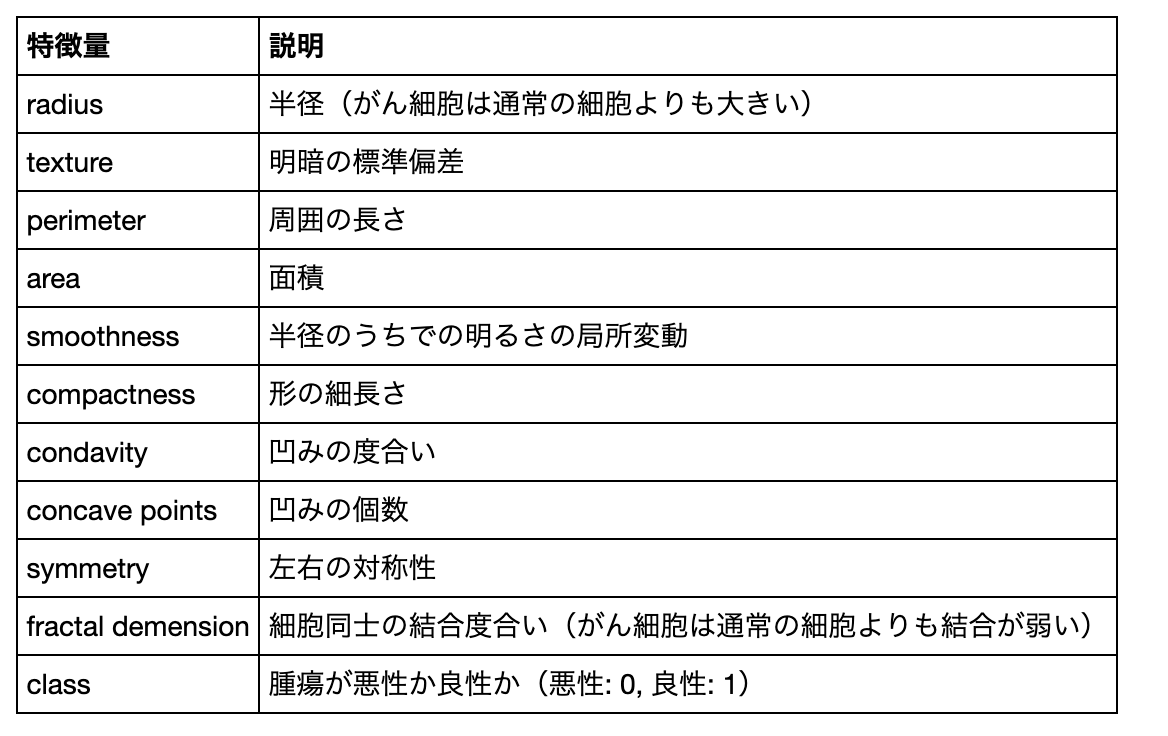 特徴量 説明
radius 半径（がん細胞は通常の細胞よりも大きい）
texture 明暗の標準偏差
perimeter 周囲の長さ
area 面積
smoothness 半径のうちでの明るさの局所変動
compactness 形の細長さ
condavity 凹みの度合い
concave points 凹みの個数
symmetry 左右の対称性
fractal demension 細胞同士の結合度合い（がん細胞は通常の細胞よりも結合が弱い）
class 腫瘍が悪性か良性か（悪性: 0, 良性: 1）